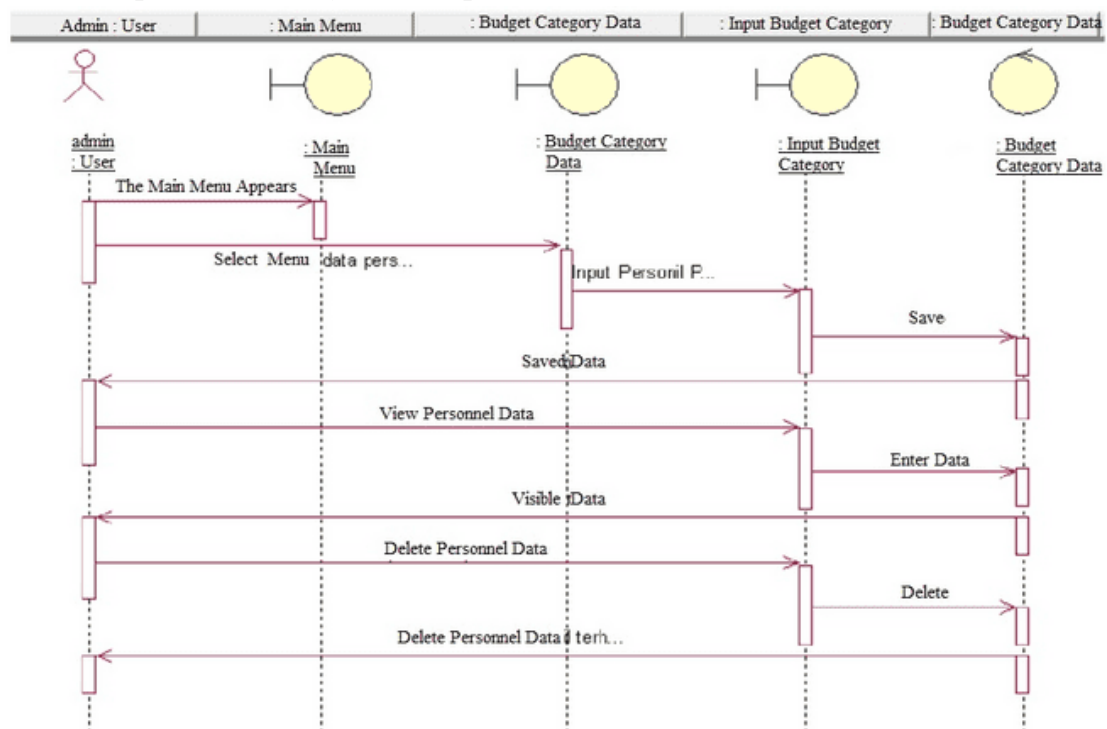 Admin : User
: Main Menu
: Budget Category Data
: Input Budget Category
: Budget Category Data
admin
: User
: Main
Menu
: Budget Category
Data
: Input Budget
Category
: Budget
Category Data
The Main Menu Appears
Select Menu data pers...
Input Personil P...
Save
Saved Data
View Personnel Data
Enter Data
Visible Data
Delete Personnel Data
Delete
Delete Personnel Data terh...